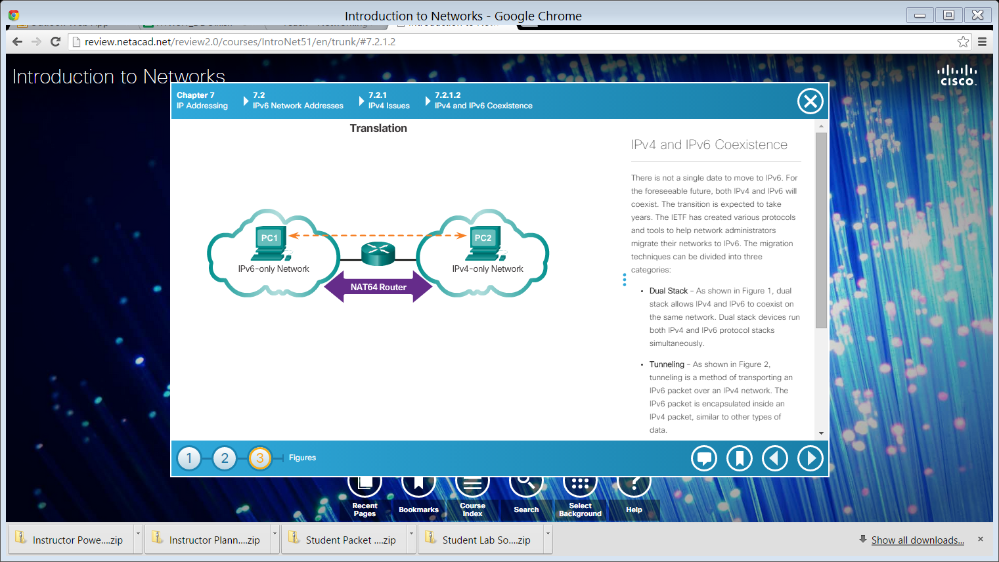 Introduction to Networks - Google Chrome
review.netacad.net/review2.0/courses/IntroNet51/en/trunk/#7.2.1.2
Introduction to Networks
CISCO.
Chapter 7
IP Addressing
7.2
IPv6 Network Addresses
7.2.1
IPv4 Issues
7.2.1.2
IPv4 and IPv6 Coexistence
Translation
PC1
PC2
IPv6-only Network
IPv4-only Network
NAT64 Router
IPv4 and IPv6 Coexistence
There is not a single date to move to IPv6. For
the foreseeable future, both IPv4 and IPv6 will
coexist. The transition is expected to take
years. The IETF has created various protocols
and tools to help network administrators
migrate their networks to IPv6. The migration
techniques can be divided into three
categories:
• Dual Stack - As shown in Figure 1, dual
stack allows IPv4 and IPv6 to coexist on
the same network. Dual stack devices run
both IPv4 and IPv6 protocol stacks
simultaneously.
• Tunneling - As shown in Figure 2,
tunneling is a method of transporting an
IPv6 packet over an IPv4 network. The
IPv6 packet is encapsulated inside an
IPv4 packet, similar to other types of
data.
1 2 3 Figures
Recent
Pages
Bookmarks
Course
Index
Search
Select
Background
Help
Instructor Powe....zip
Instructor Plann....zip
Student Packet ....zip
Student Lab So....zip
Show all downloads...